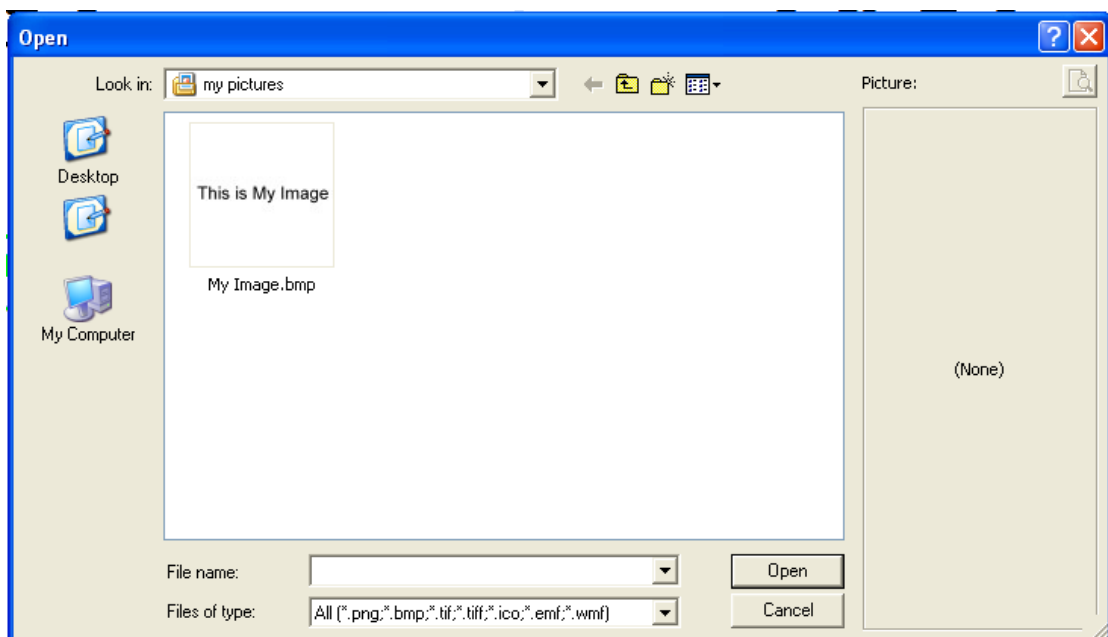 Open
Look in: my pictures
Picture:
Desktop
This is My Image
My Image.bmp
My Computer
(None)
File name:
Open
Files of type: All (*.png;*.bmp;*.tif;*.tiff;*.ico;*.emf;*.wmf)
Cancel